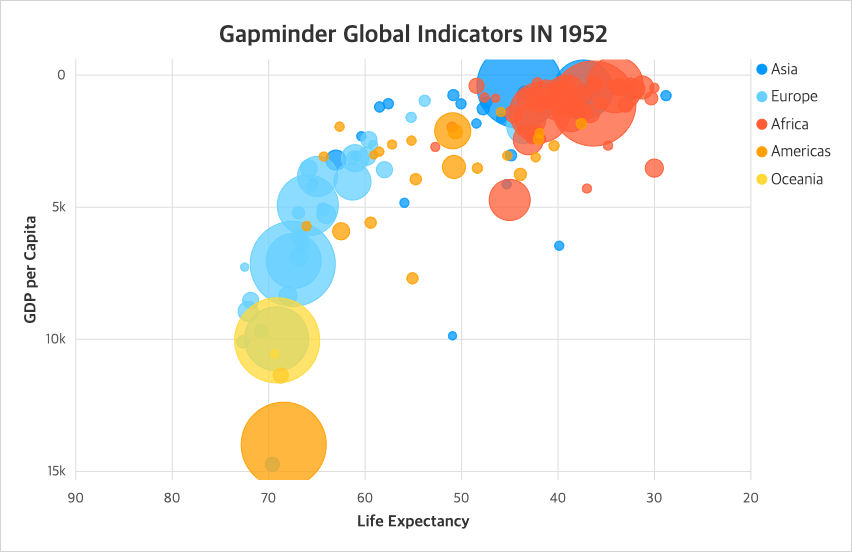 Gapminder Global Indicators IN 1952
Asia
Europe
Africa
Americas
Oceania
GDP per Capita
0
5k
10k
15k
90 80 70 60 50 40 30 20
Life Expectancy